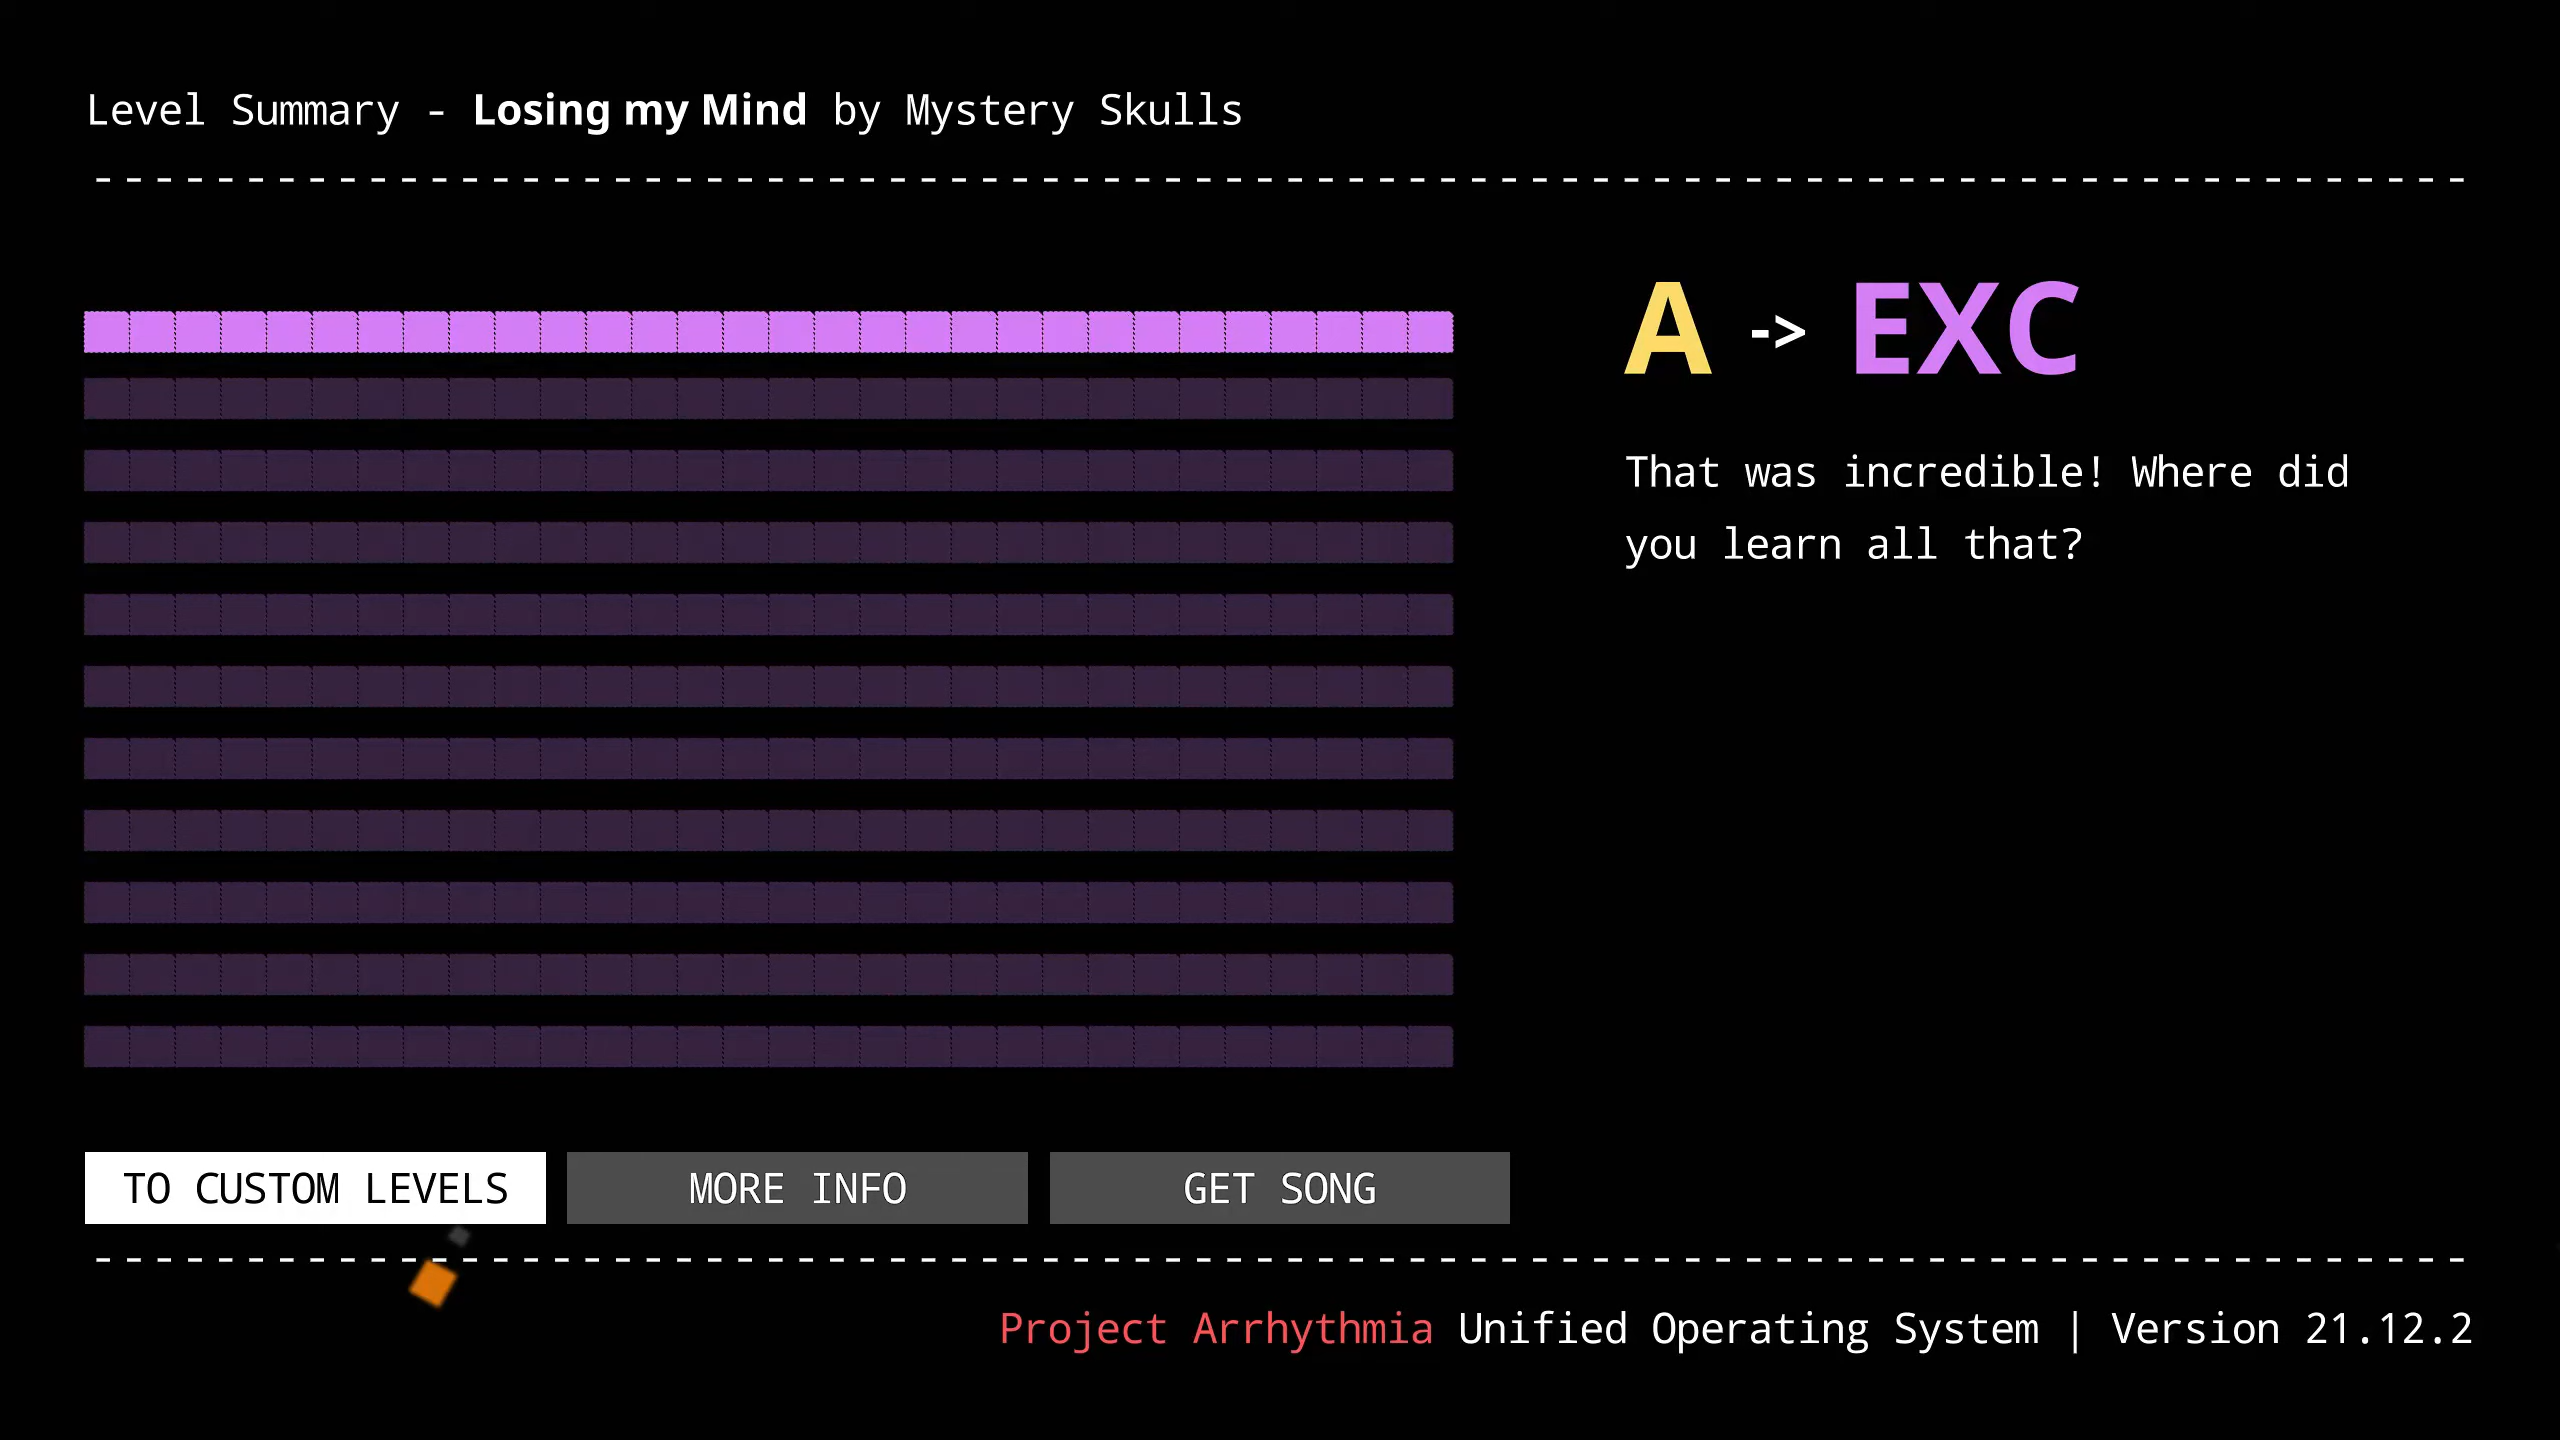 Level Summary - Losing my Mind by Mystery Skulls
A -> EXC
That was incredible! Where did
you learn all that?
TO CUSTOM LEVELS
MORE INFO
GET SONG
Project Arrhythmia Unified Operating System | Version 21.12.2